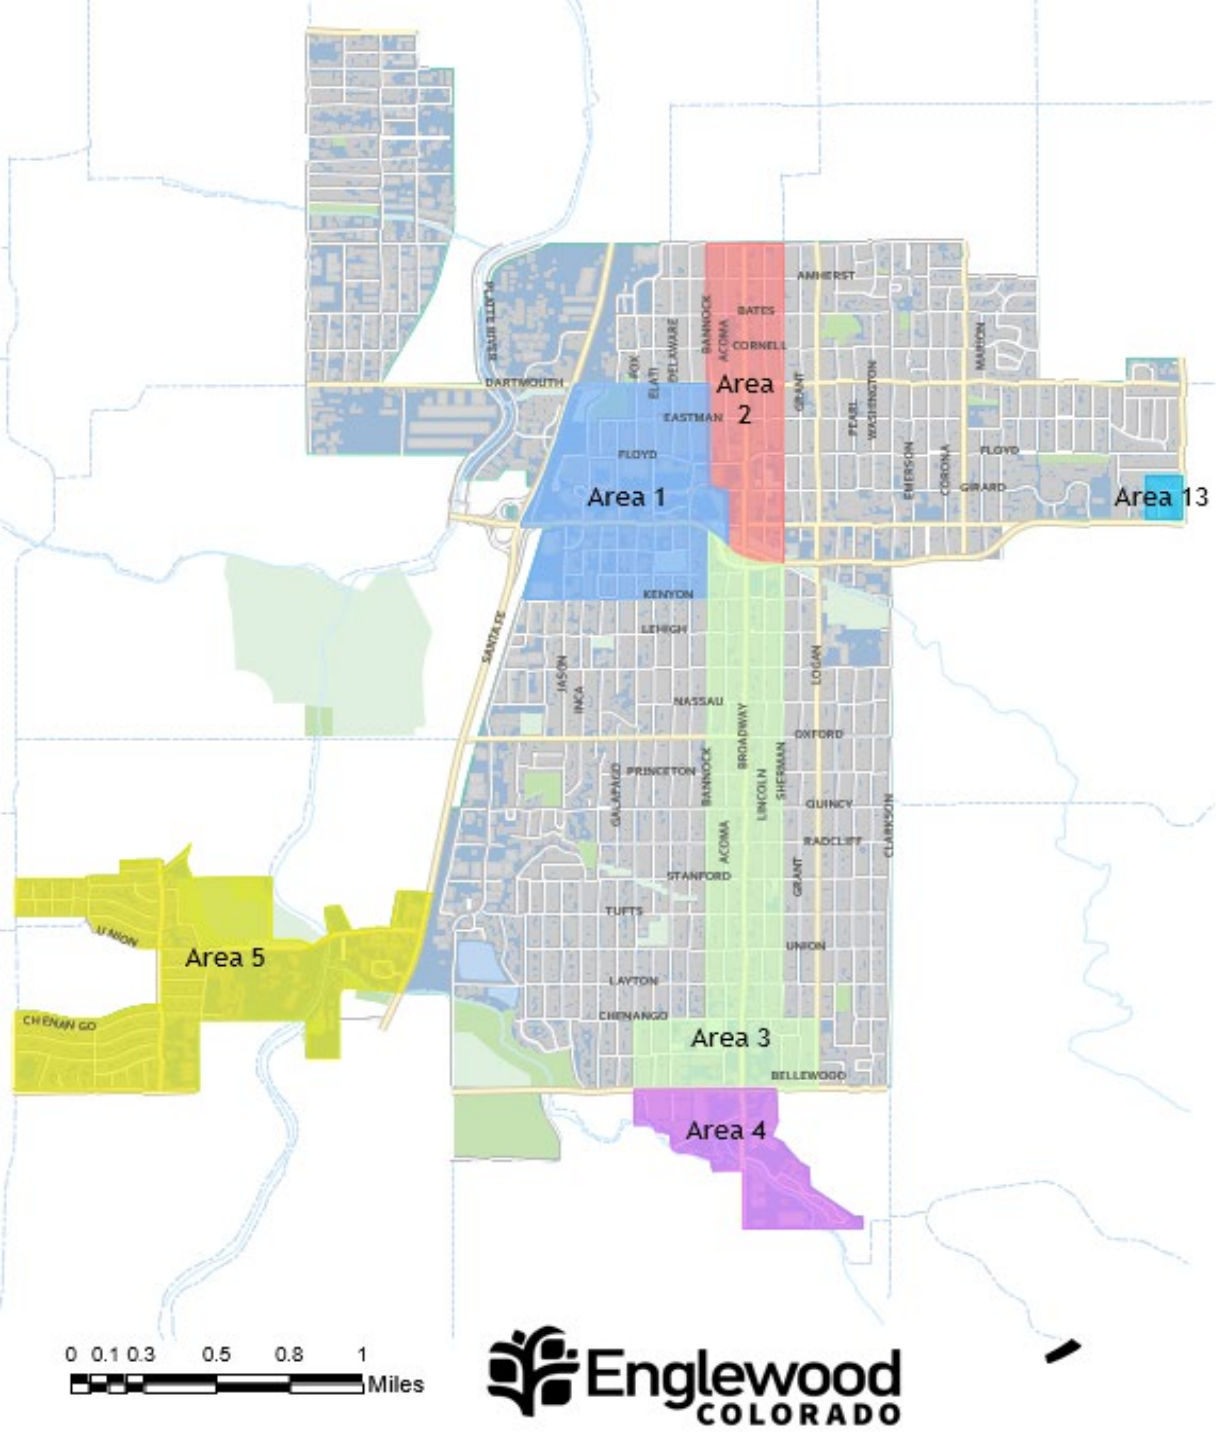 AMHERST
PLATTE RIVER
BANNOCK
ACOMA
BATES
DELAWARE
CORNELL
MARION
FOX
ELATI
DARTMOUTH
Area
2
GRANT
PEARL
WASHINGTON
EASTMAN
FLOYD
EMERSON
CORONA
FLOYD
GIRARD
Area 1
Area 13
KENYON
LEHIGH
SANTA FE
JASON
INCA
LOGAN
NASSAU
BROADWAY
OXFORD
PRINCETON
BANNOCK
SHERMAN
GALAPAGO
LINCOLN
QUINCY
CLARKSON
ACOMA
RADCLIFF
STANFORD
GRANT
TUFTS
UNION
UNION
Area 5
LAYTON
CHENANGO
CHENAN GO
Area 3
BELLEWOOD
Area 4
0 0.1 0.3 0.5 0.8 1
Miles
Englewood
COLORADO